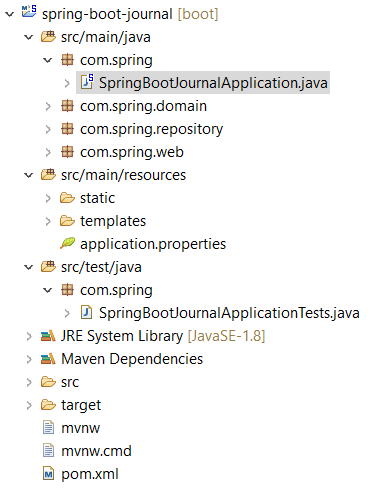 spring-boot-journal [boot]
src/main/java
com.spring
SpringBootJournalApplication.java
com.spring.domain
com.spring.repository
com.spring.web
src/main/resources
static
templates
application.properties
src/test/java
com.spring
SpringBootJournalApplicationTests.java
JRE System Library [JavaSE-1.8]
Maven Dependencies
src
target
mvnw
mvnw.cmd
pom.xml